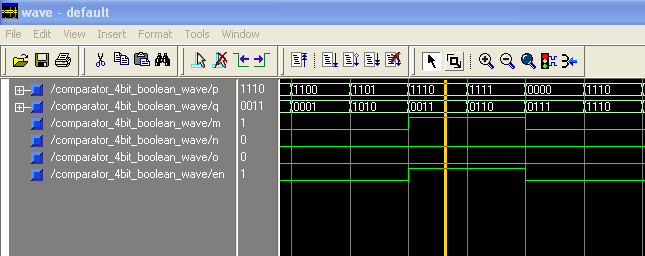 wave - default
File Edit View Insert Format Tools Window
/comparator_4bit_boolean_wave/p 1110 1100 1101 1110 1111 0000 1110
/comparator_4bit_boolean_wave/q 0011 0001 1010 0011 0110 0111 1110
/comparator_4bit_boolean_wave/m 1
/comparator_4bit_boolean_wave/n 0
/comparator_4bit_boolean_wave/o 0
/comparator_4bit_boolean_wave/en 1